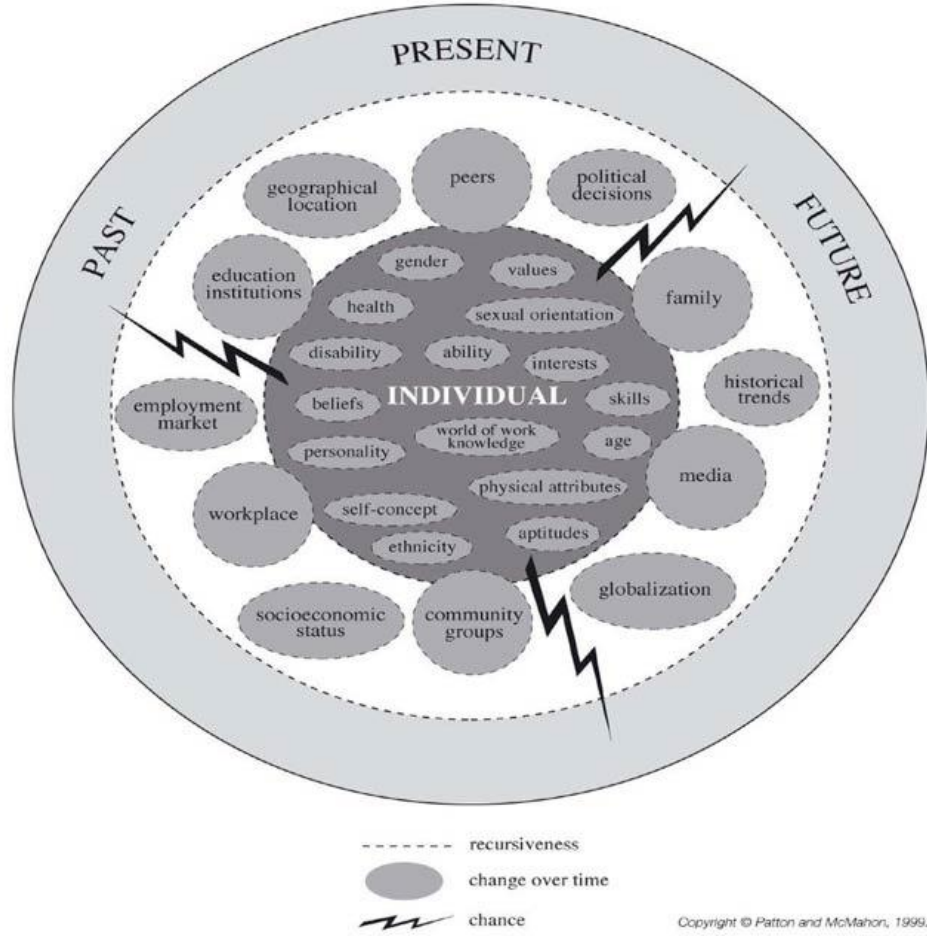 PRESENT
PAST
FUTURE
peers
political
decisions
geographical
location
education
institutions
family
gender
values
health
sexual orientation
disability
ability
interests
historical
trends
employment
market
beliefs
INDIVIDUAL
skills
world of work
knowledge
age
personality
media
physical attributes
workplace
self-concept
aptitudes
ethnicity
globalization
socioeconomic
status
community
groups
recursiveness
change over time
chance
Copyright © Patton and McMahon, 1999.